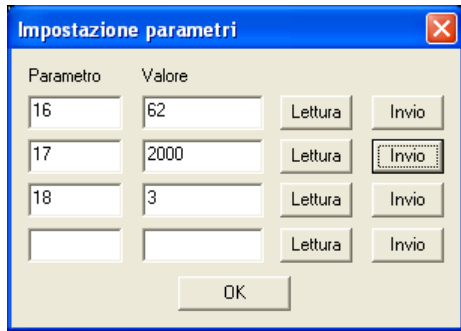 Impostazione parametri
Parametro Valore
16 62 Lettura Invio
17 2000 Lettura Invio
18 3 Lettura Invio
Lettura Invio
OK